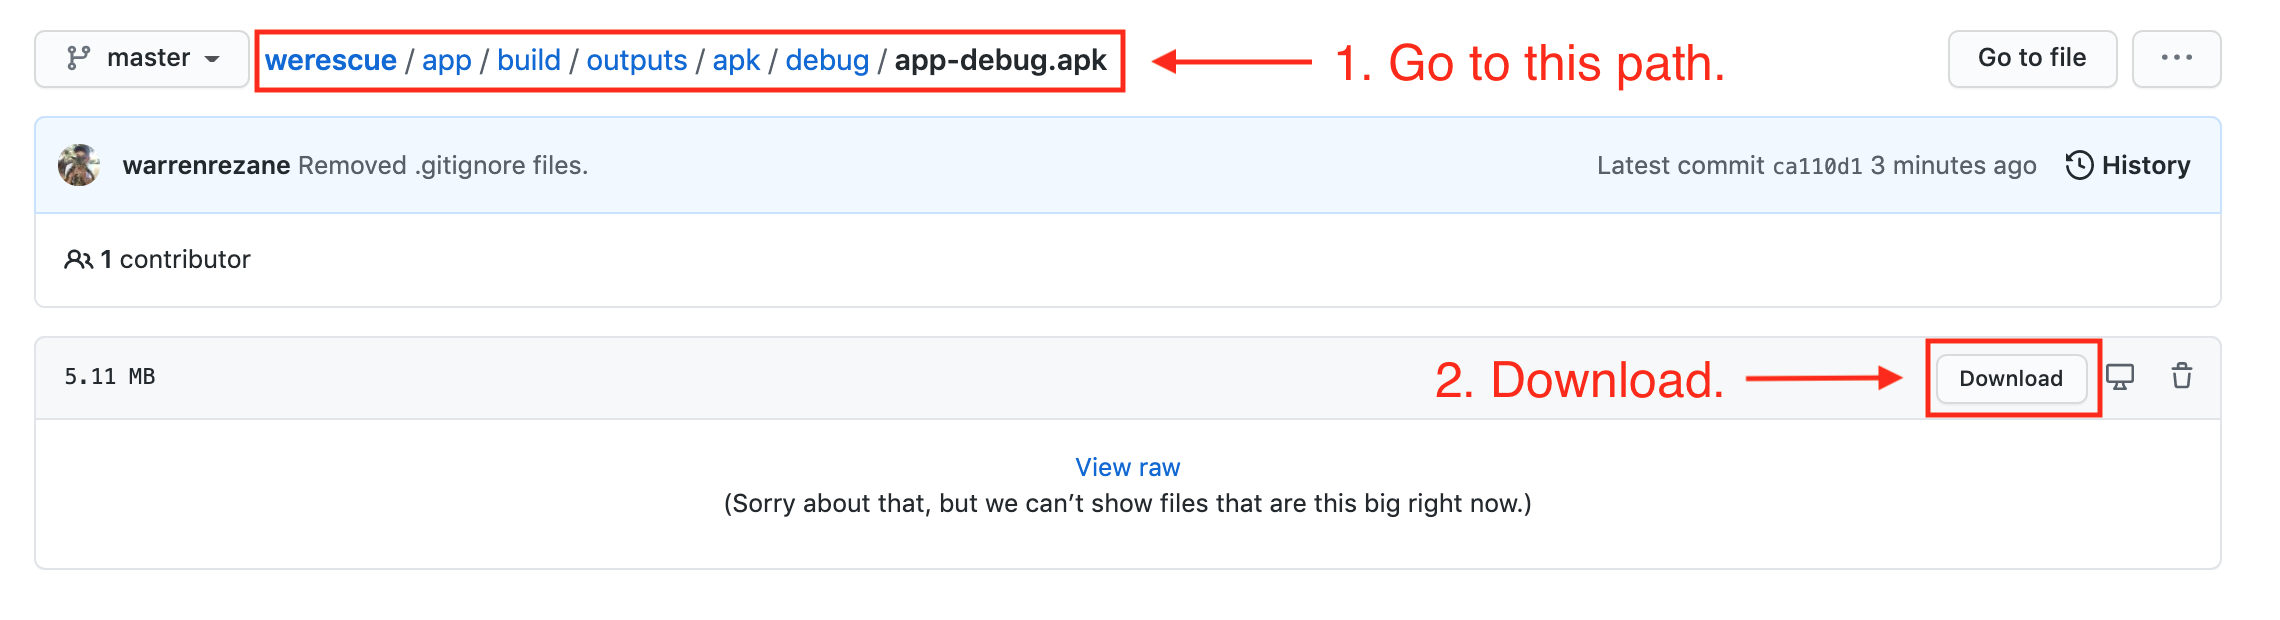 master werescue / app / build / outputs / apk / debug / app-debug.apk 1. Go to this path. Go to file ...
warrenrezane Removed .gitignore files. Latest commit ca110d1 3 minutes ago History
1 contributor
5.11 MB 2. Download. Download
View raw
(Sorry about that, but we can’t show files that are this big right now.)